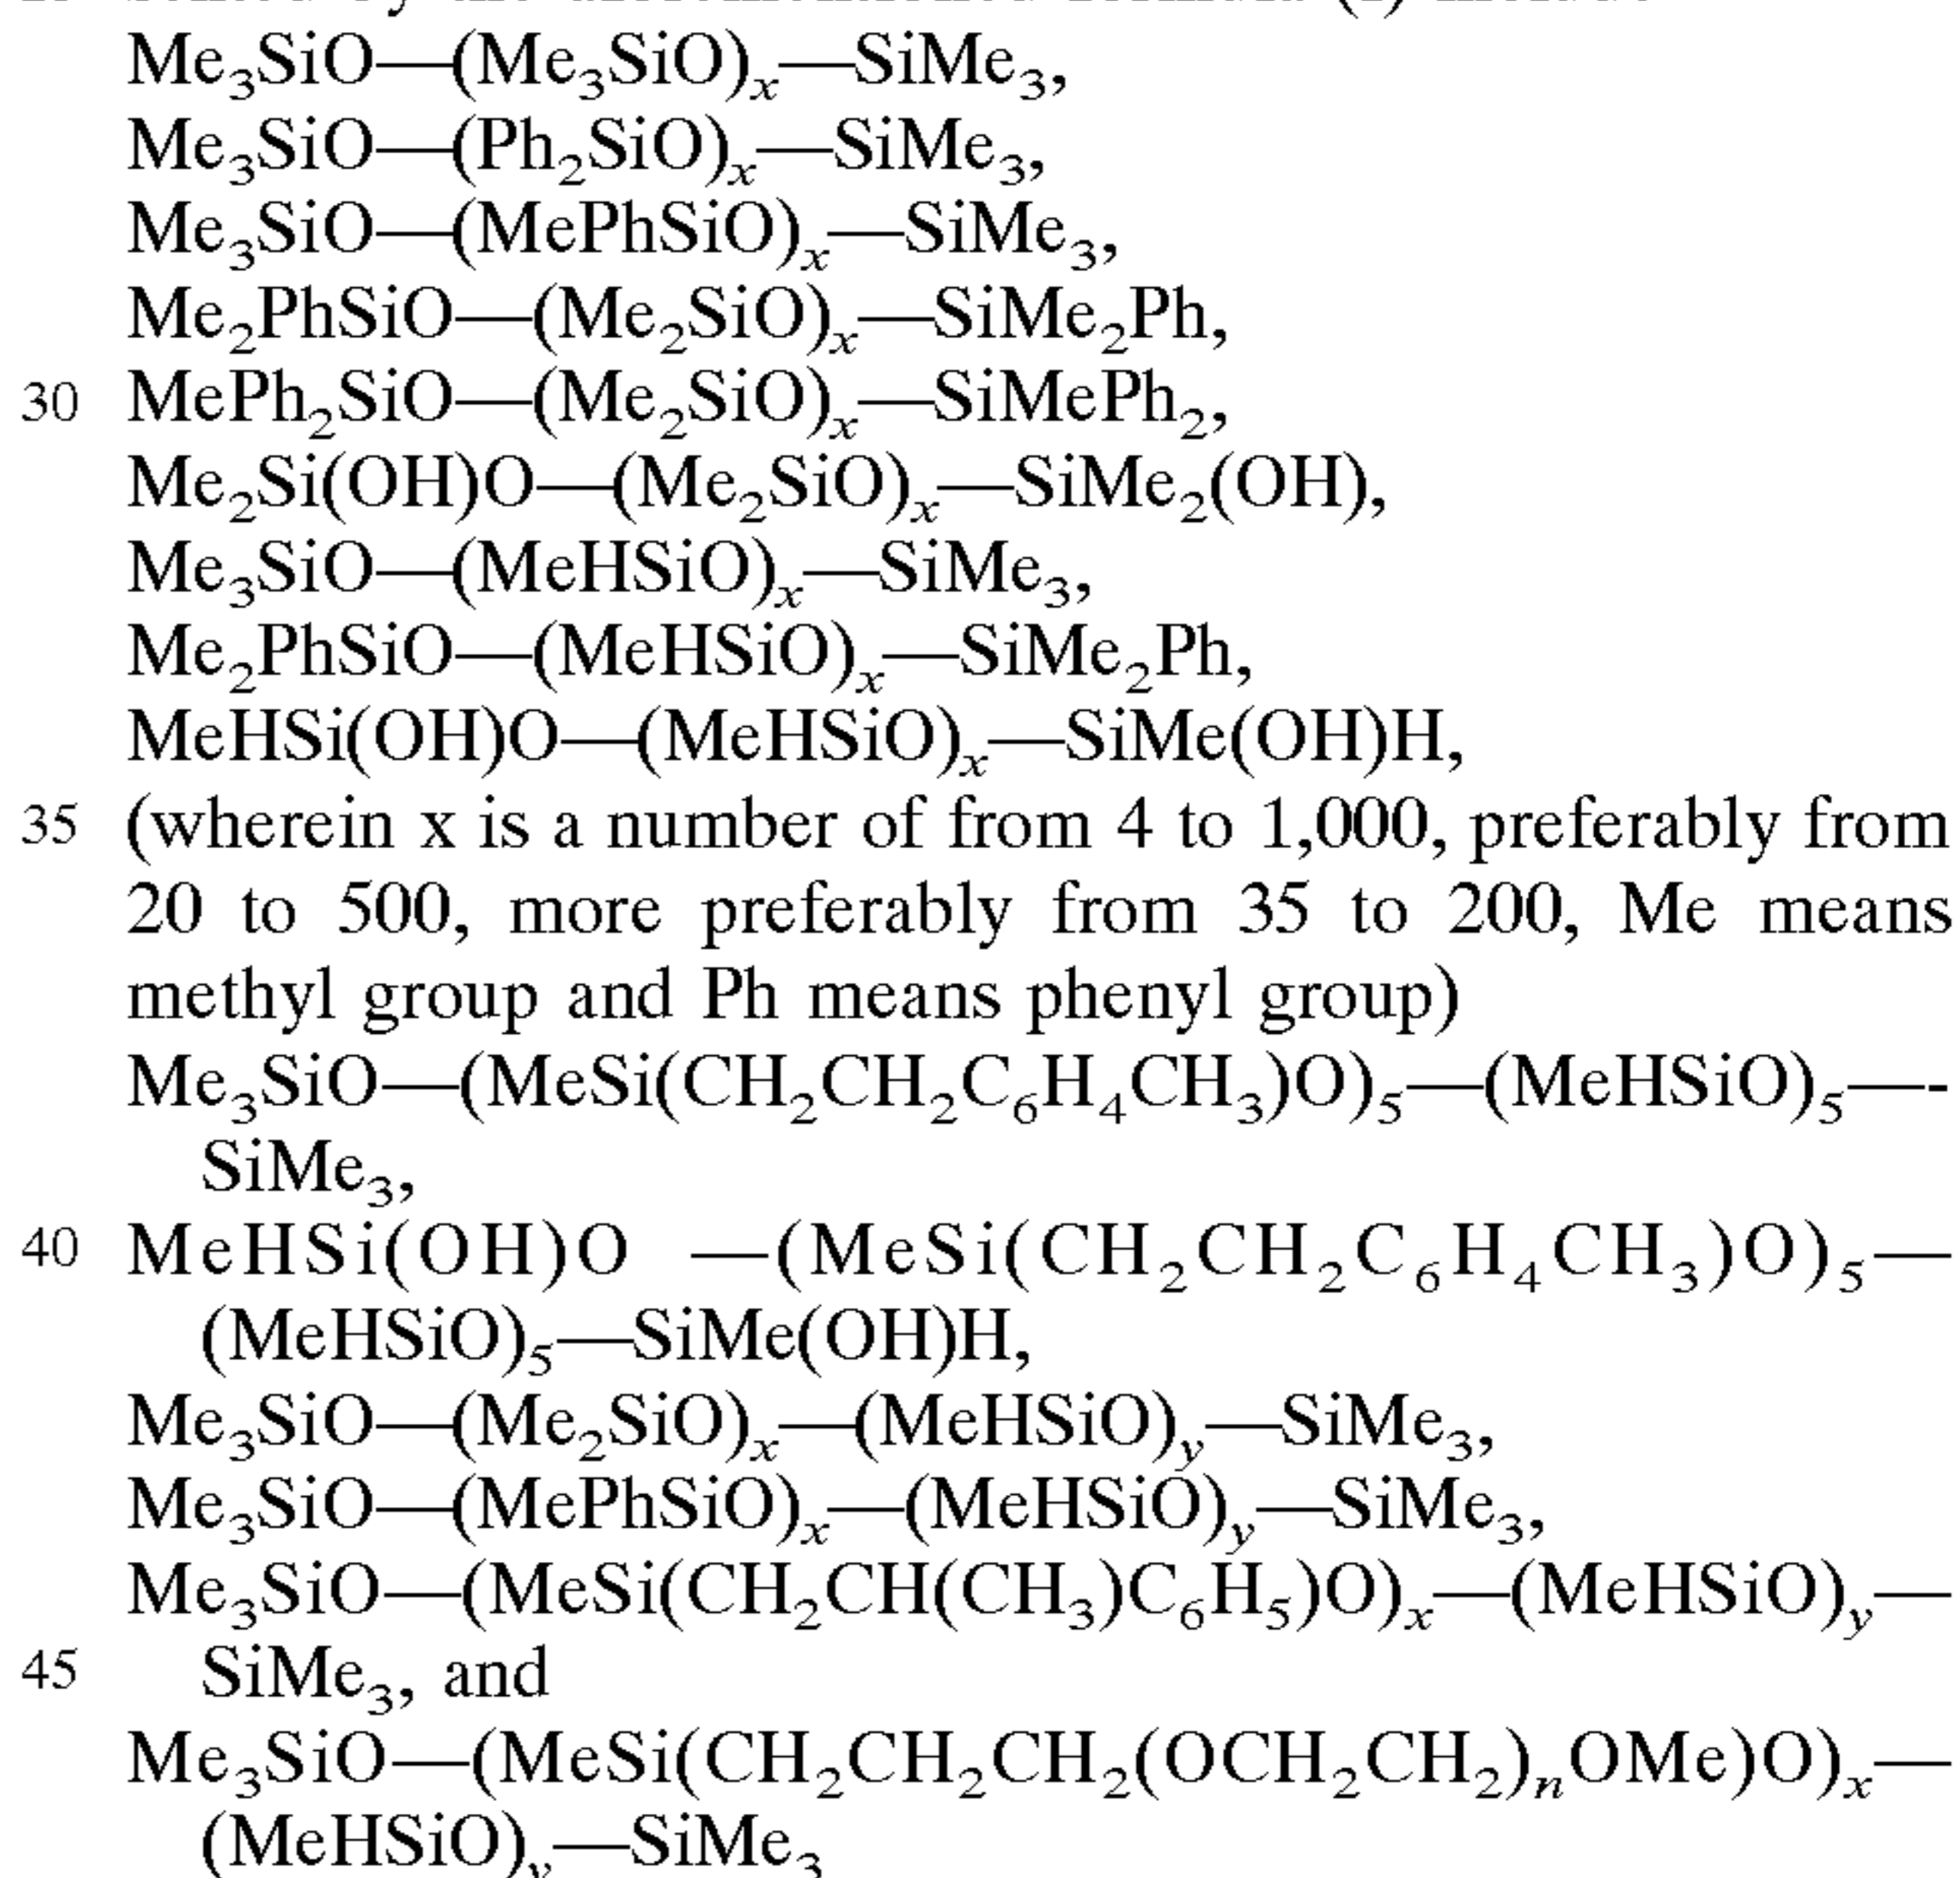 Me₃SiO—(Me₃SiO)ₓ—SiMe₃,
Me₃SiO—(Ph₂SiO)ₓ—SiMe₃,
Me₃SiO—(MePhSiO)ₓ—SiMe₃,
Me₂PhSiO—(Me₂SiO)ₓ—SiMe₂Ph,
30 MePh₂SiO—(Me₂SiO)ₓ—SiMePh₂,
Me₂Si(OH)O—(Me₂SiO)ₓ—SiMe₂(OH),
Me₃SiO—(MeHSiO)ₓ—SiMe₃,
Me₂PhSiO—(MeHSiO)ₓ—SiMe₂Ph,
MeHSi(OH)O—(MeHSiO)ₓ—SiMe(OH)H,
35 (wherein x is a number of from 4 to 1,000, preferably from
20 to 500, more preferably from 35 to 200, Me means
methyl group and Ph means phenyl group)
Me₃SiO—(MeSi(CH₂CH₂C₆H₄CH₃)O)₅—(MeHSiO)₅—-
SiMe₃,
40 MeHSi(OH)O —(MeSi(CH₂CH₂C₆H₄CH₃)O)₅—
(MeHSiO)₅—SiMe(OH)H,
Me₃SiO—(Me₂SiO)ₓ—(MeHSiO)y—SiMe₃,
Me₃SiO—(MePhSiO)ₓ—(MeHSiO)y—SiMe₃,
Me₃SiO—(MeSi(CH₂CH(CH₃)C₆H₅)O)ₓ—(MeHSiO)y—
45 SiMe₃, and
Me₃SiO—(MeSi(CH₂CH₂CH₂(OCH₂CH₂)ₙOMe)O)ₓ—
(MeHSiO)y—SiMe₃